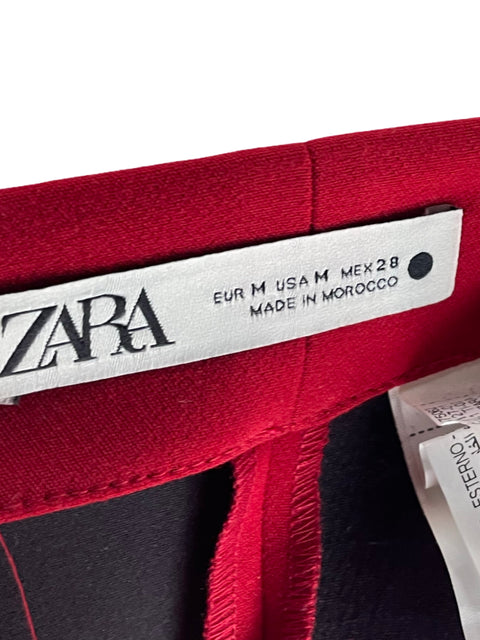 ZARA
EUR M USA M MEX 28
MADE IN MOROCCO
ESTERNO-